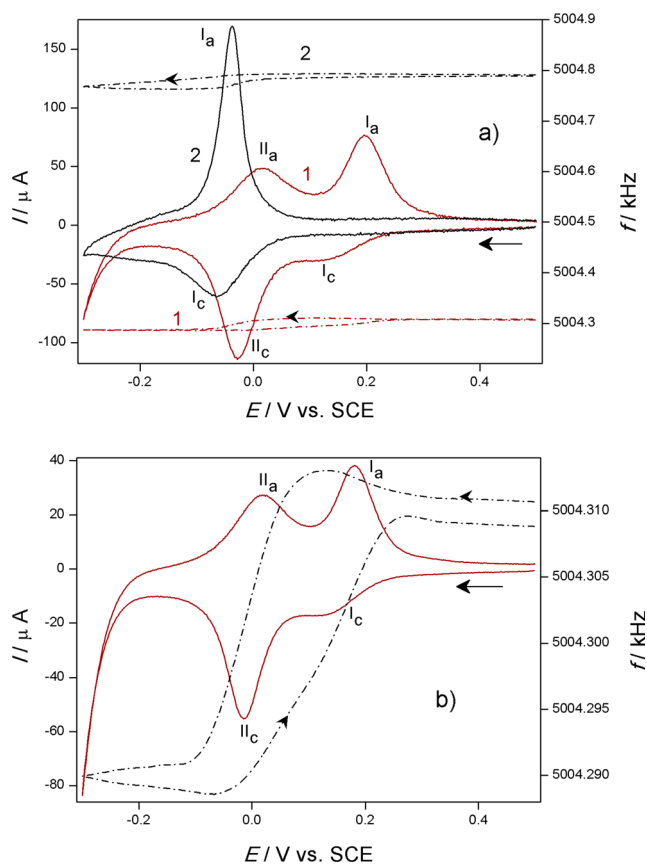 I / μ A
150
100
50
0
-50
-100
5004.9
5004.8
5004.7
5004.6
5004.5
5004.4
5004.3
f / kHz
Ia
2
a)
Ia
IIa
1
2
Ic
Ic
1
IIc
-0.2
0.0
0.2
0.4
E / V vs. SCE
I / μ A
40
20
0
-20
-40
-60
-80
5004.310
5004.305
5004.300
5004.295
5004.290
f / kHz
Ia
IIa
Ic
IIc
b)
-0.2
0.0
0.2
0.4
E / V vs. SCE